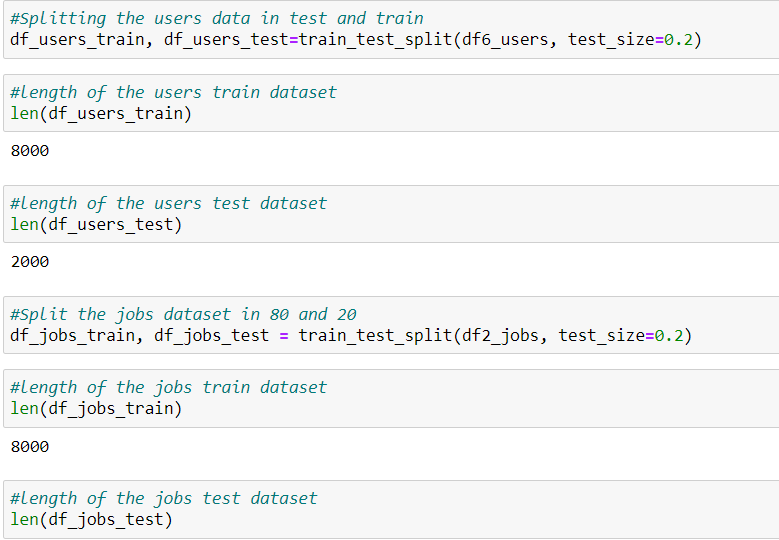 #Splitting the users data in test and train
df_users_train, df_users_test=train_test_split(df6_users, test_size=0.2)
#length of the users train dataset
len(df_users_train)
8000
#length of the users test dataset
len(df_users_test)
2000
#Split the jobs dataset in 80 and 20
df_jobs_train, df_jobs_test = train_test_split(df2_jobs, test_size=0.2)
#length of the jobs train dataset
len(df_jobs_train)
8000
#length of the jobs test dataset
len(df_jobs_test)